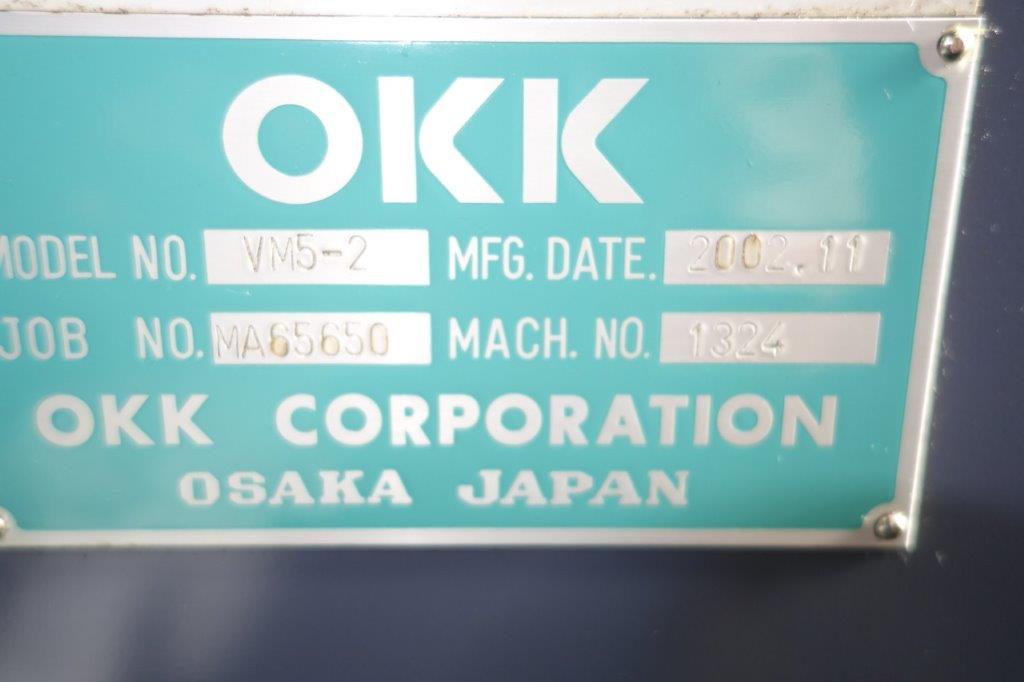 OKK
MODEL NO. VM5-2 MFG. DATE. 2002.11
JOB NO. MA65650 MACH. NO. 1324
OKK CORPORATION
OSAKA JAPAN